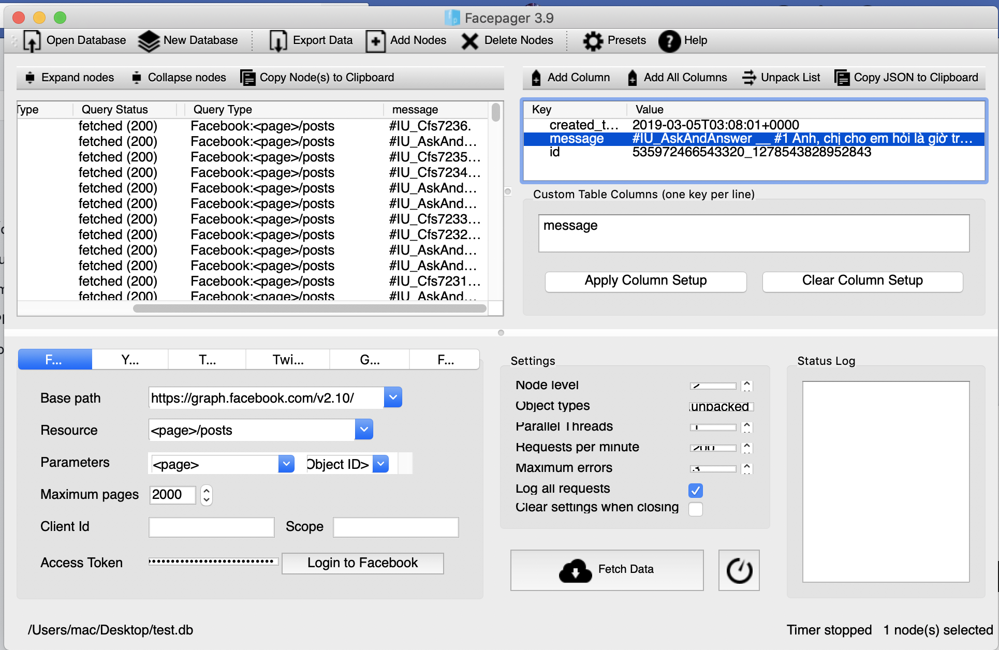 Facepager 3.9
Open Database New Database Export Data Add Nodes Delete Nodes Presets Help
Expand nodes Collapse nodes Copy Node(s) to Clipboard
Add Column Add All Columns Unpack List Copy JSON to Clipboard
Type Query Status Query Type message
fetched (200) Facebook:<page>/posts #IU_Cfs7236.
fetched (200) Facebook:<page>/posts #IU_AskAnd...
fetched (200) Facebook:<page>/posts #IU_Cfs7235...
fetched (200) Facebook:<page>/posts #IU_Cfs7234...
fetched (200) Facebook:<page>/posts #IU_AskAnd...
fetched (200) Facebook:<page>/posts #IU_AskAnd...
fetched (200) Facebook:<page>/posts #IU_Cfs7233...
fetched (200) Facebook:<page>/posts #IU_Cfs7232...
fetched (200) Facebook:<page>/posts #IU_AskAnd...
fetched (200) Facebook:<page>/posts #IU_AskAnd...
fetched (200) Facebook:<page>/posts #IU_Cfs7231...
fetched (200) Facebook:<page>/posts #IU_AskAnd...
Key Value
created_t... 2019-03-05T03:08:01+0000
message #IU_AskAndAnswer __ #1 Anh, chị cho em hỏi là giờ tr...
id 535972466543320_1278543828952843
Custom Table Columns (one key per line)
message
Apply Column Setup Clear Column Setup
F... Y... T... Twi... G... F...
Base path https://graph.facebook.com/v2.10/
Resource <page>/posts
Parameters <page> Object ID>
Maximum pages 2000
Client Id Scope
Access Token Login to Facebook
Settings
Node level 2
Object types unpacked
Parallel Threads 1
Requests per minute 200
Maximum errors 3
Log all requests
Clear settings when closing
Fetch Data
Status Log
/Users/mac/Desktop/test.db
Timer stopped 1 node(s) selected